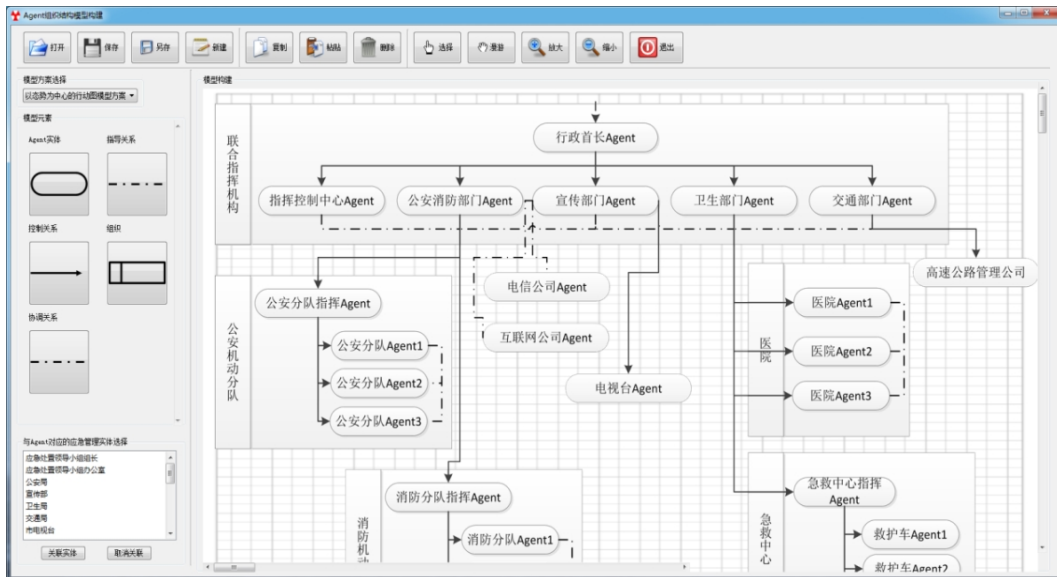 Agent组织结构模型构建
打开 保存 另存 新建 复制 粘贴 删除 选择 漫游 放大 缩小 退出
模型方案选择
以态势为中心的行动图模型方案
模型元素
Agent实体 指导关系
控制关系 组织
协调关系
与Agent对应的应急管理实体选择
应急处置领导小组组长
应急处置领导小组办公室
公安局
宣传部
卫生局
交通局
市电视台
关联实体 取消关联
模型构建
联合指挥机构
行政首长Agent
指挥控制中心Agent 公安消防部门Agent 宣传部门Agent 卫生部门Agent 交通部门Agent
高速公路管理公司
电信公司Agent
互联网公司Agent
电视台Agent
公安机动分队
公安分队指挥Agent
公安分队Agent1
公安分队Agent2
公安分队Agent3
医院
医院Agent1
医院Agent2
医院Agent3
消防机动
消防分队指挥Agent
消防分队Agent1
急救中心
急救中心指挥
Agent
救护车Agent1
救护车Agent2